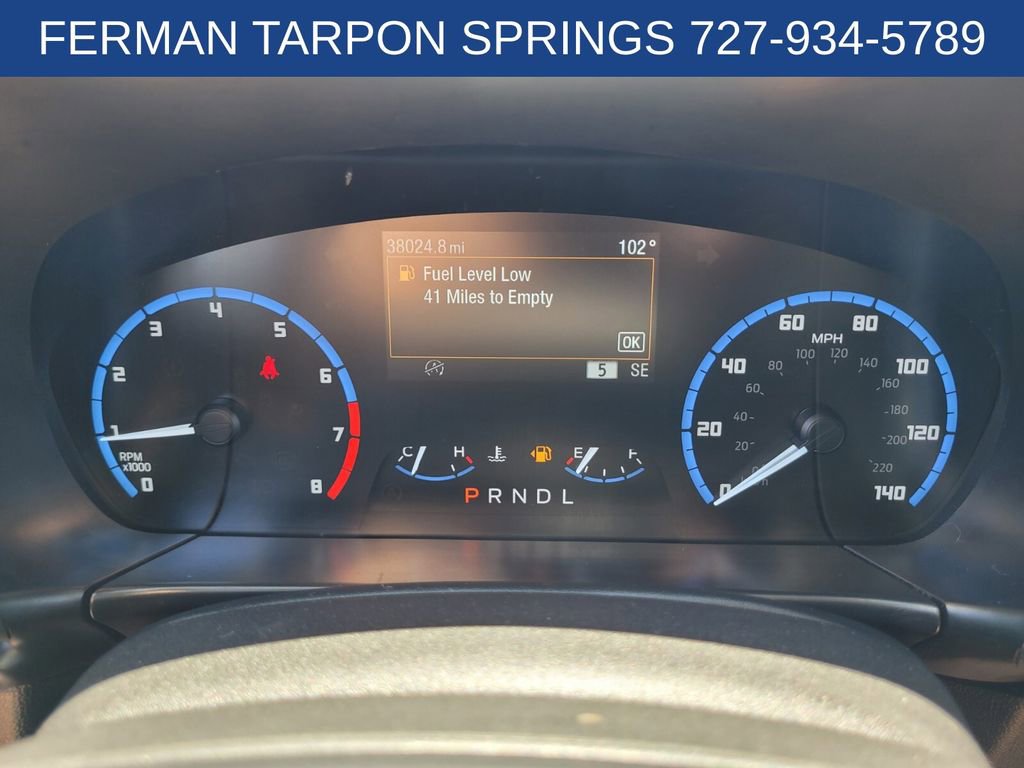 FERMAN TARPON SPRINGS 727-934-5789
38024.8 mi 102°
Fuel Level Low
41 Miles to Empty
OK
5 SE
0 1 2 3 4 5 6 7 8
RPM
x1000
C H
E F
P R N D L
0 20 40 60 80 100 120 140
MPH
20 40 60 80 100 120 140 160 180 200 220